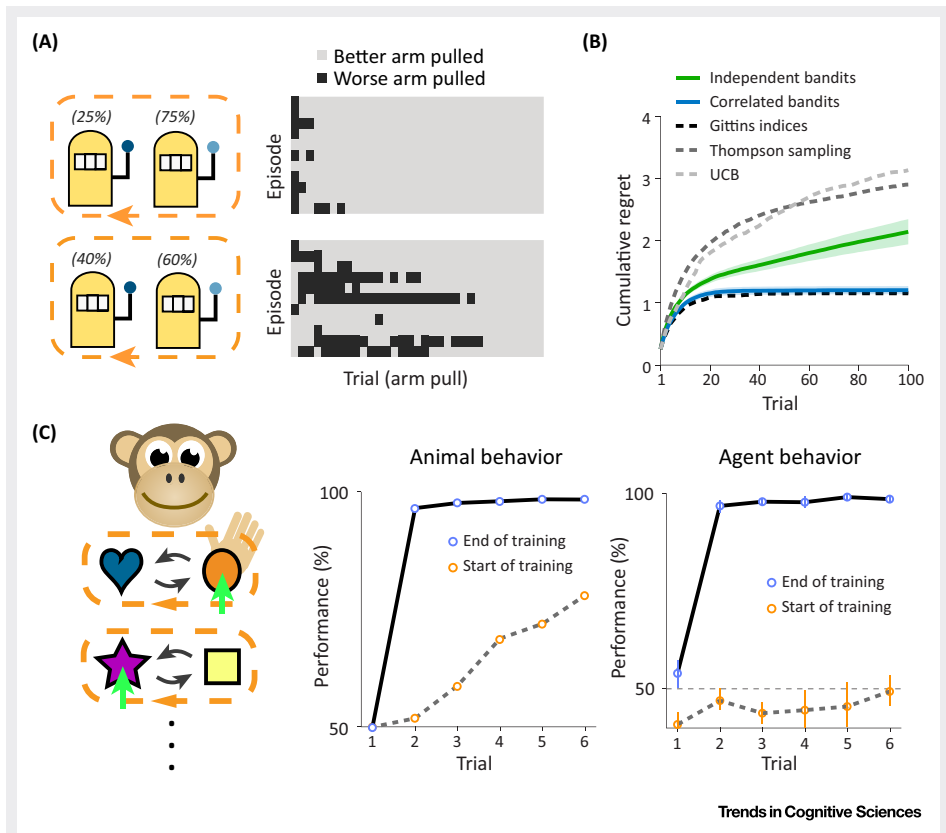 (A)
Better arm pulled
Worse arm pulled
(25%) (75%)
Episode
(40%) (60%)
Episode
Trial (arm pull)
(B)
Independent bandits
Correlated bandits
Gittins indices
Thompson sampling
UCB
Cumulative regret
4
3
2
1
0
1 20 40 60 80 100
Trial
(C)
Animal behavior
Performance (%)
100
50
End of training
Start of training
1 2 3 4 5 6
Trial
Agent behavior
Performance (%)
100
50
End of training
Start of training
1 2 3 4 5 6
Trial
Trends in Cognitive Sciences